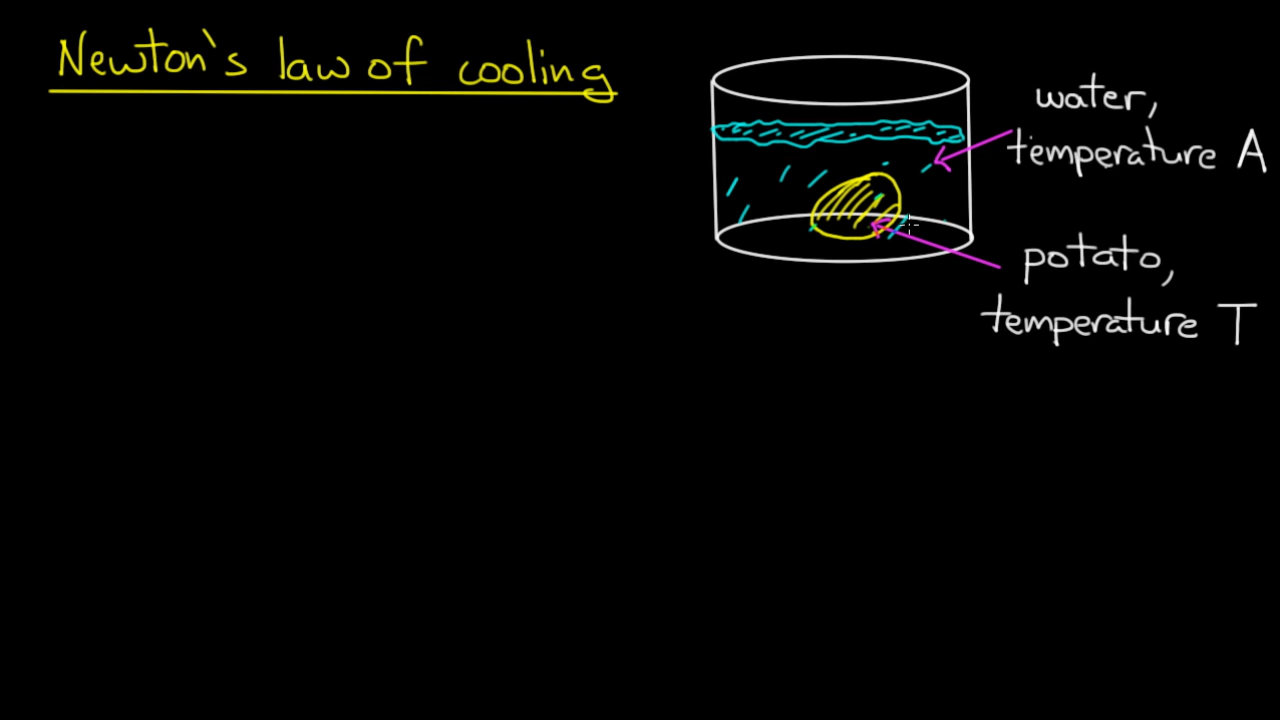 Newton's law of cooling
water,
temperature A
potato,
temperature T